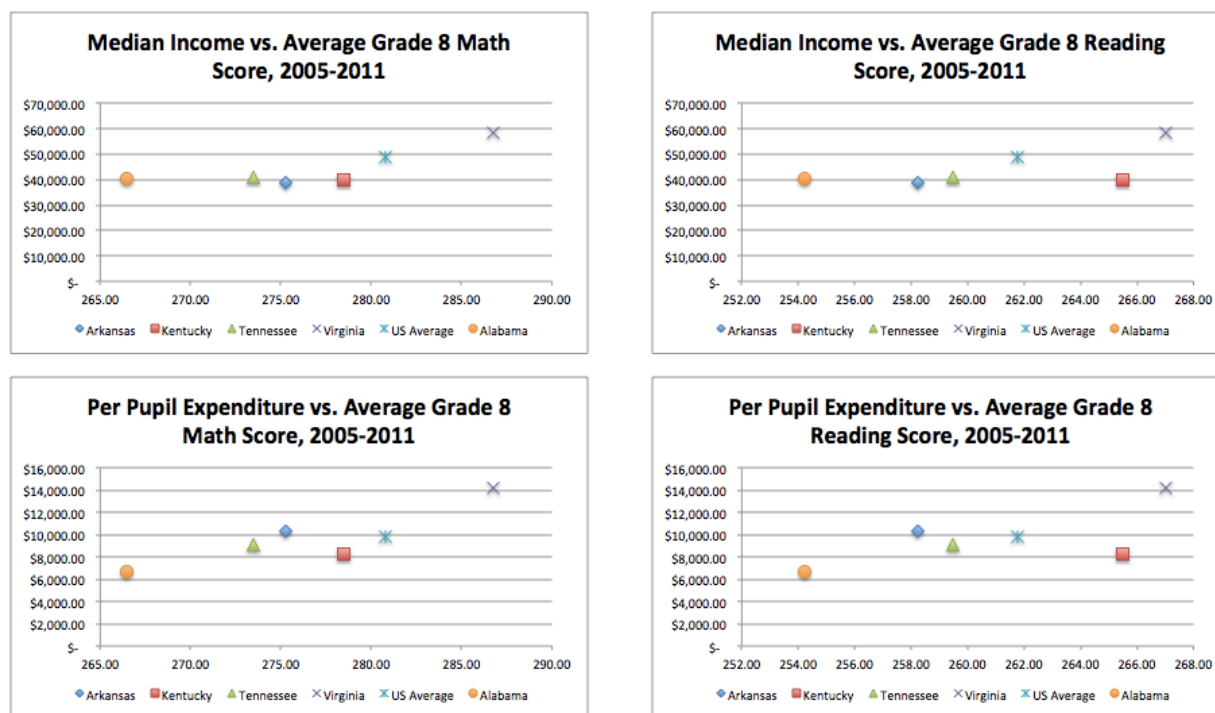 Median Income vs. Average Grade 8 Math
Score, 2005-2011
$70,000.00
$60,000.00
$50,000.00
$40,000.00
$30,000.00
$20,000.00
$10,000.00
$-
265.00 270.00 275.00 280.00 285.00 290.00
Arkansas Kentucky Tennessee Virginia US Average Alabama
Median Income vs. Average Grade 8 Reading
Score, 2005-2011
$70,000.00
$60,000.00
$50,000.00
$40,000.00
$30,000.00
$20,000.00
$10,000.00
$-
252.00 254.00 256.00 258.00 260.00 262.00 264.00 266.00 268.00
Arkansas Kentucky Tennessee Virginia US Average Alabama
Per Pupil Expenditure vs. Average Grade 8
Math Score, 2005-2011
$16,000.00
$14,000.00
$12,000.00
$10,000.00
$8,000.00
$6,000.00
$4,000.00
$2,000.00
$-
265.00 270.00 275.00 280.00 285.00 290.00
Arkansas Kentucky Tennessee Virginia US Average Alabama
Per Pupil Expenditure vs. Average Grade 8
Reading Score, 2005-2011
$16,000.00
$14,000.00
$12,000.00
$10,000.00
$8,000.00
$6,000.00
$4,000.00
$2,000.00
$-
252.00 254.00 256.00 258.00 260.00 262.00 264.00 266.00 268.00
Arkansas Kentucky Tennessee Virginia US Average Alabama